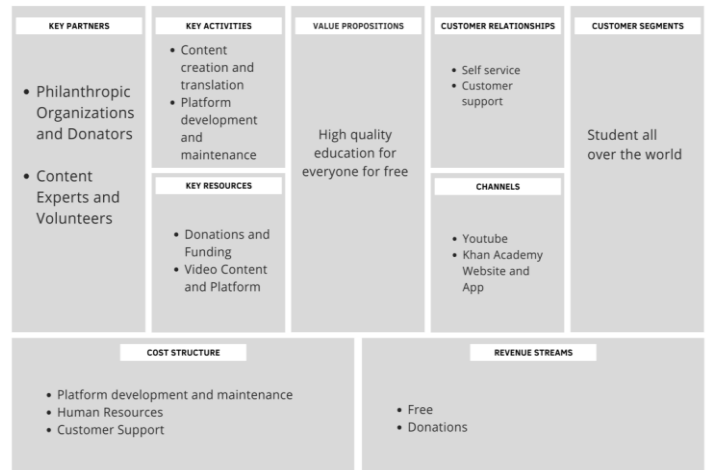 KEY PARTNERS
• Philanthropic
Organizations
and Donators
• Content
Experts and
Volunteers
KEY ACTIVITIES
• Content
creation and
translation
• Platform
development
and
maintenance
KEY RESOURCES
• Donations and
Funding
• Video Content
and Platform
VALUE PROPOSITIONS
High quality
education for
everyone for free
CUSTOMER RELATIONSHIPS
• Self service
• Customer
support
CHANNELS
• Youtube
• Khan Academy
Website and
App
CUSTOMER SEGMENTS
Student all
over the world
COST STRUCTURE
• Platform development and maintenance
• Human Resources
• Customer Support
REVENUE STREAMS
• Free
• Donations